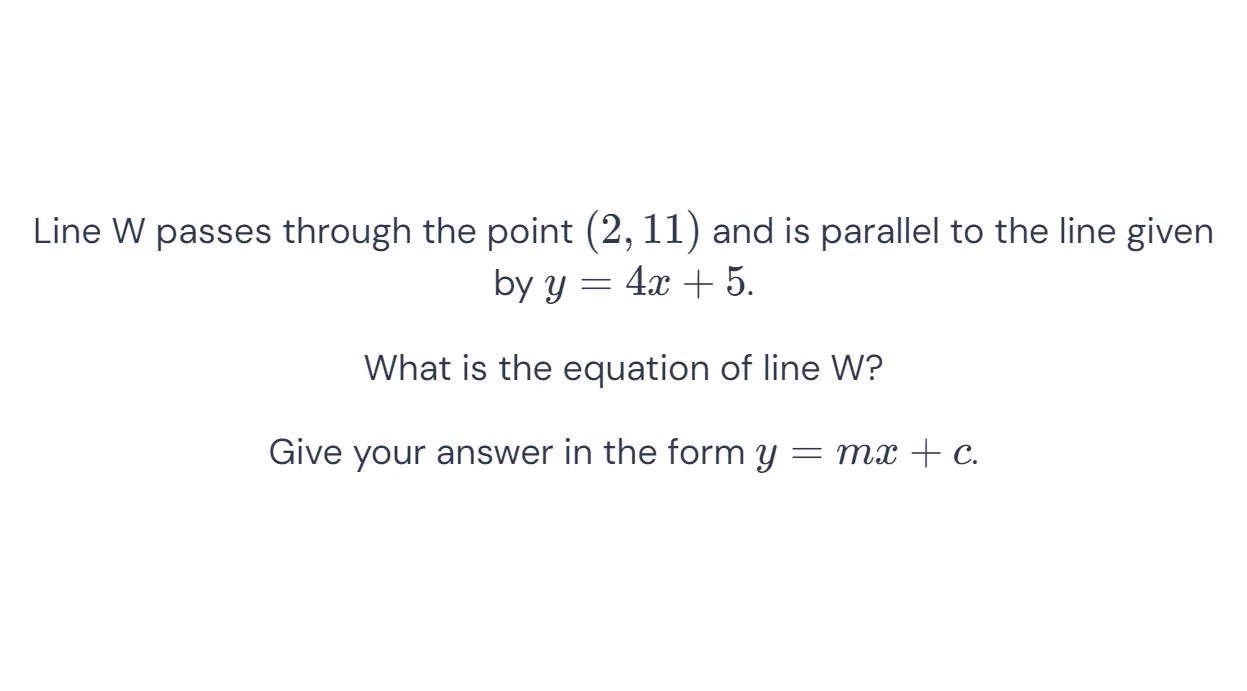 Line W passes through the point (2, 11) and is parallel to the line given
by y = 4x + 5.
What is the equation of line W?
Give your answer in the form y = mx + c.